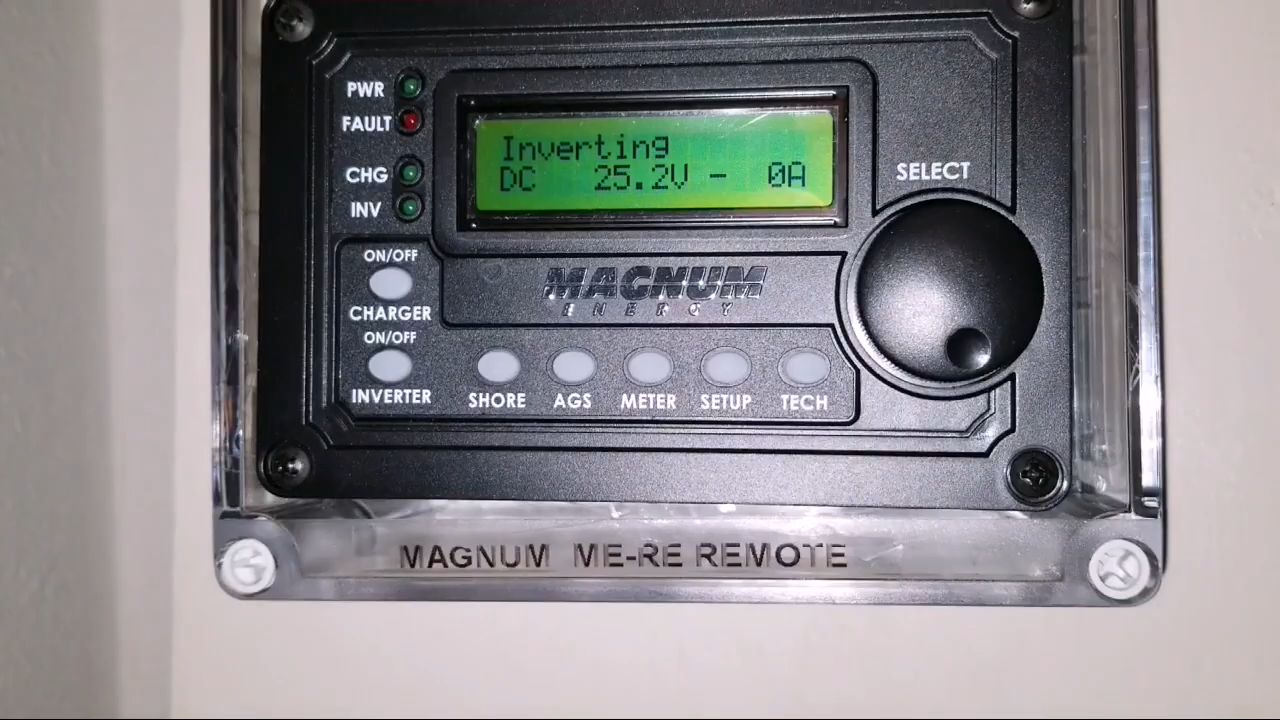 PWR
FAULT
CHG
INV
Inverting
DC 25.2V - 0A
SELECT
ON/OFF
CHARGER
ON/OFF
INVERTER
MAGNUM
ENERGY
SHORE AGS METER SETUP TECH
MAGNUM ME-RE REMOTE